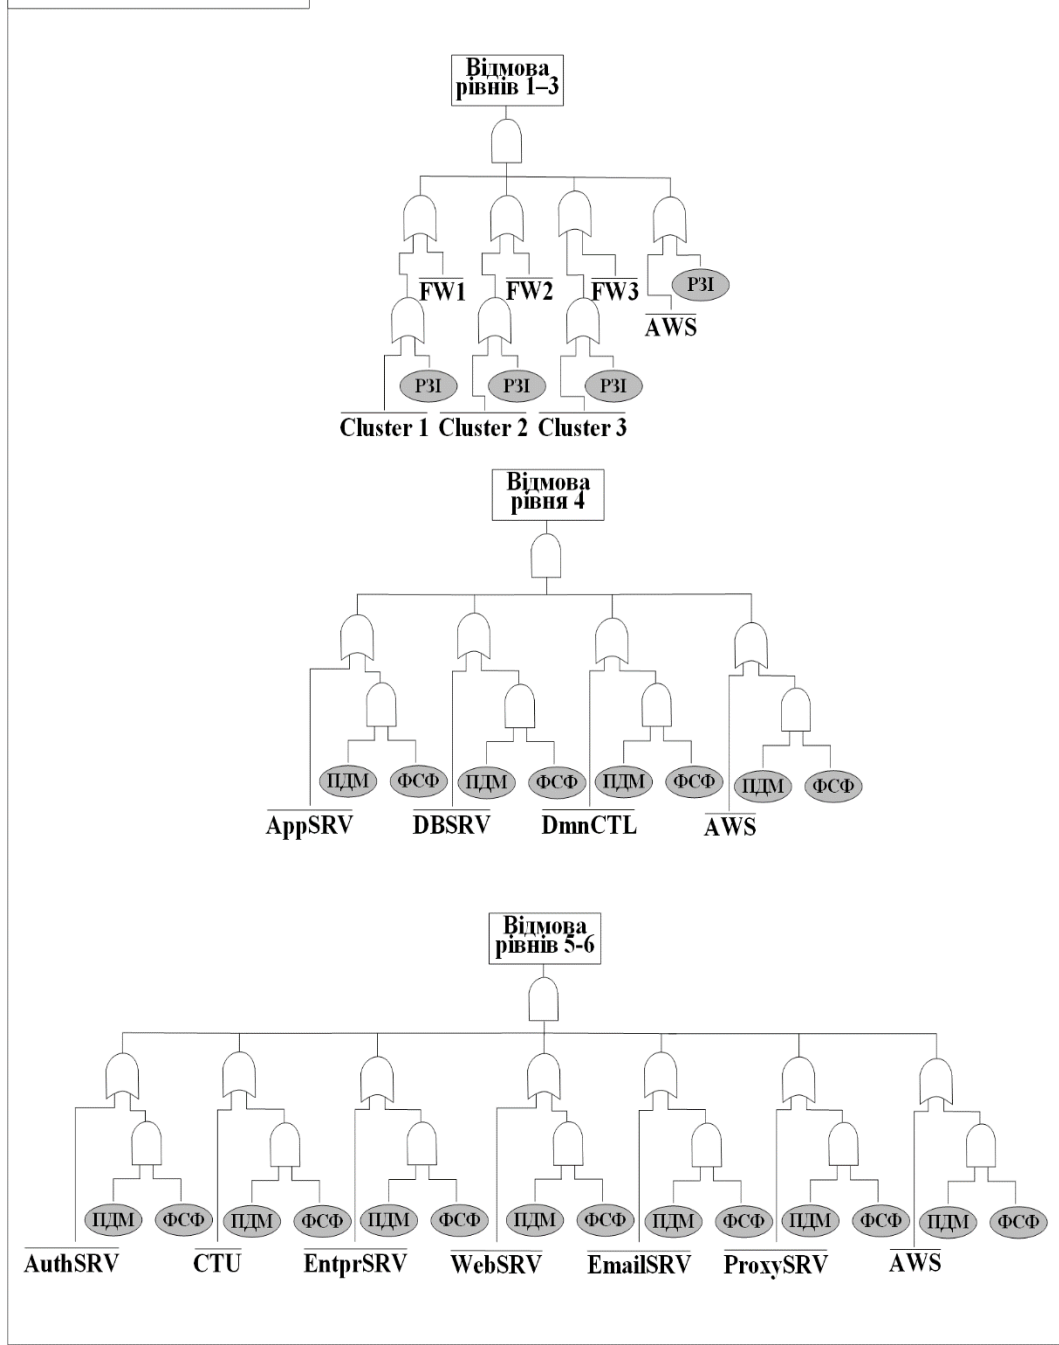 Відмова
рівнів 1–3
FW1 FW2 FW3 РЗІ
AWS
РЗІ РЗІ РЗІ
Cluster 1 Cluster 2 Cluster 3
Відмова
рівня 4
ПДМ ФСФ ПДМ ФСФ ПДМ ФСФ ПДМ ФСФ
AppSRV DBSRV DmnCTL AWS
Відмова
рівнів 5-6
ПДМ ФСФ ПДМ ФСФ ПДМ ФСФ ПДМ ФСФ ПДМ ФСФ ПДМ ФСФ ПДМ ФСФ
AuthSRV CTU EntprSRV WebSRV EmailSRV ProxySRV AWS